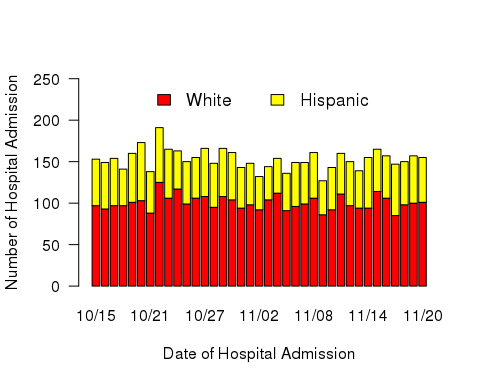 Number of Hospital Admission
250
200
150
100
50
0
White Hispanic
10/15 10/21 10/27 11/02 11/08 11/14 11/20
Date of Hospital Admission